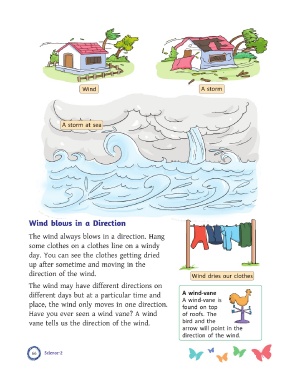 Wind
A storm
A storm at sea
Wind blows in a Direction
The wind always blows in a direction. Hang
some clothes on a clothes line on a windy
day. You can see the clothes getting dried
up after sometime and moving in the
direction of the wind.
The wind may have different directions on
different days but at a particular time and
place, the wind only moves in one direction.
Have you ever seen a wind vane? A wind
vane tells us the direction of the wind.
Wind dries our clothes
A wind-vane
A wind-vane is
found on top
of roofs. The
bird and the
arrow will point in the
direction of the wind.
66
Science-2